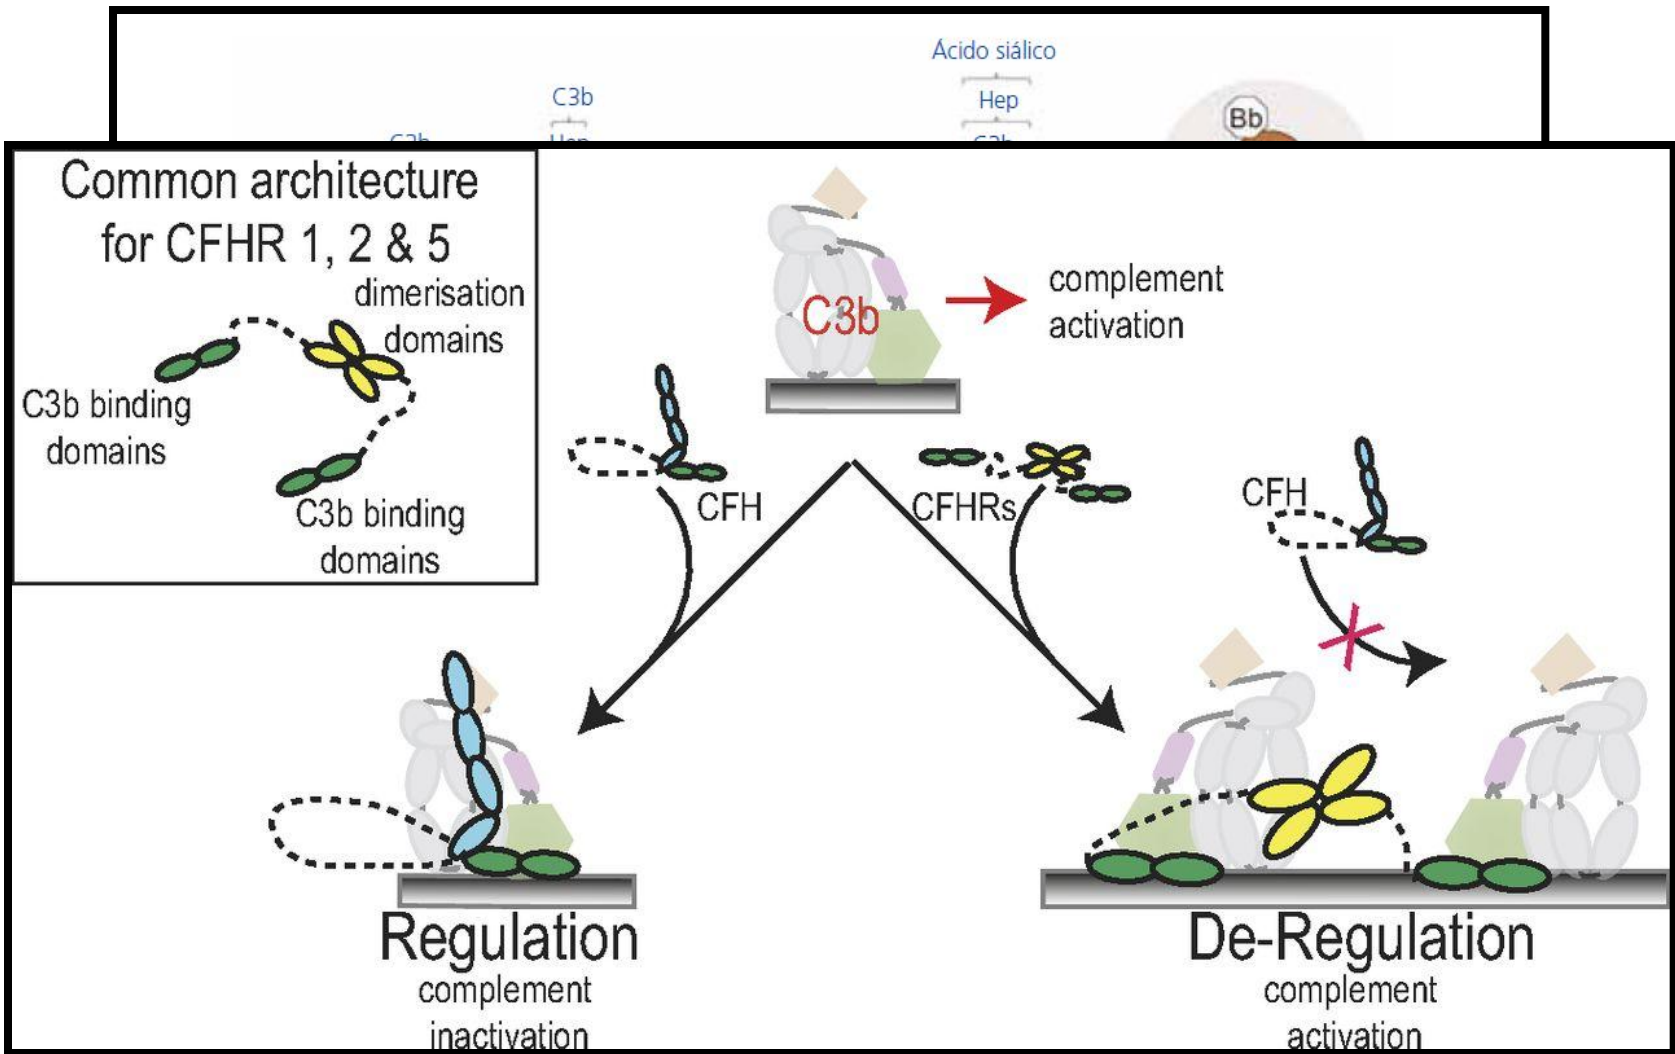 Ácido siálico
C3b
Hep
Bb
Common architecture
for CFHR 1, 2 & 5
dimerisation
domains
C3b binding
domains
C3b binding
domains
C3b
complement
activation
CFH
CFHRs
CFH
Regulation
complement
inactivation
De-Regulation
complement
activation